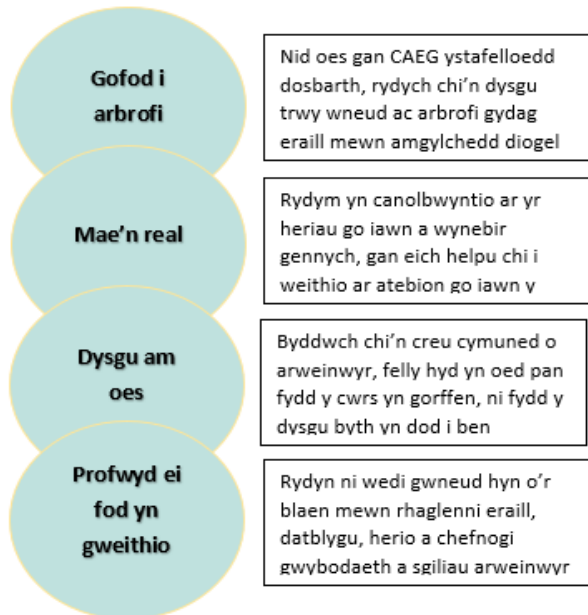 Gofod i
arbrofi
Nid oes gan CAEG ystafelloedd
dosbarth, rydych chi'n dysgu
trwy wneud ac arbrofi gydag
eraill mewn amgylchedd diogel
Mae'n real
Rydym yn canolbwyntio ar yr
heriau go iawn a wynebir
gennych, gan eich helpu chi i
weithio ar atebion go iawn y
Dysgu am
oes
Byddwch chi'n creu cymuned o
arweinwyr, felly hyd yn oed pan
fydd y cwrs yn gorffen, ni fydd y
dysgu byth yn dod i ben
Profwyd ei
fod yn
gweithio
Rydyn ni wedi gwneud hyn o'r
blaen mewn rhaglenni eraill,
datblygu, herio a chefnogi
gwybodaeth a sgiliau arweinwyr